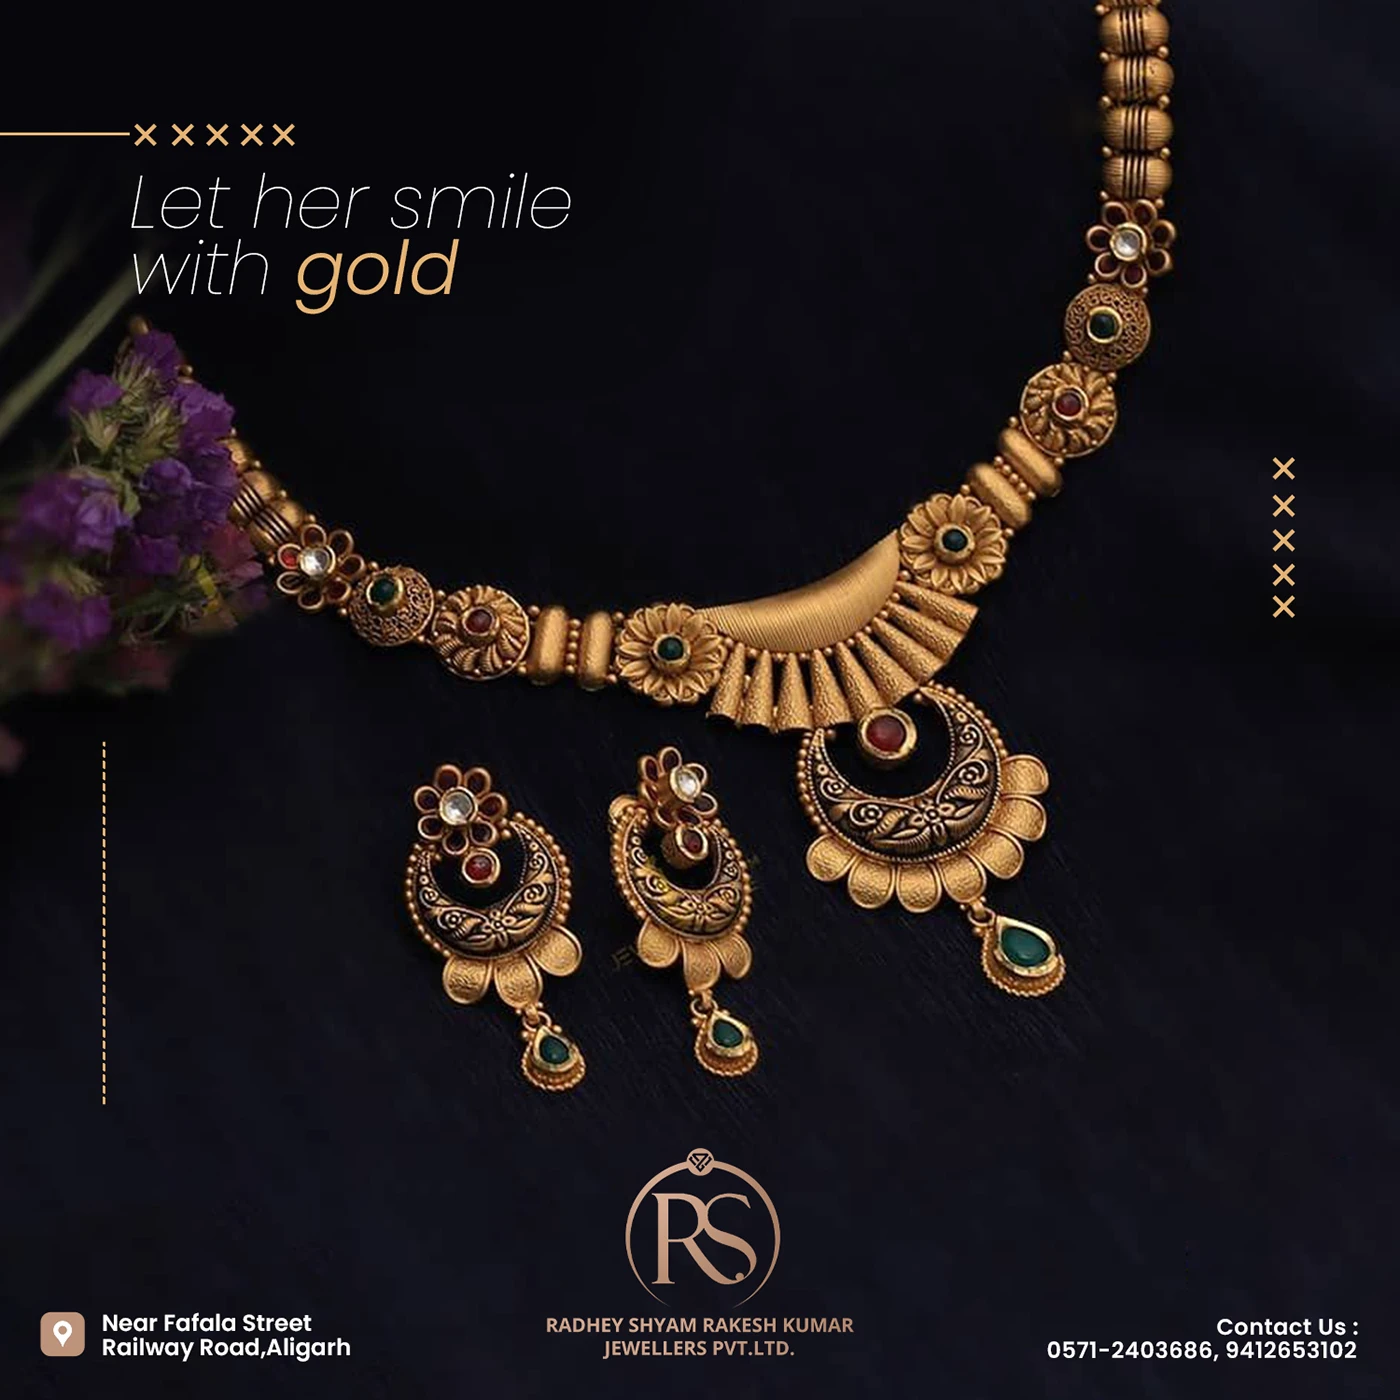 Let her smile
with gold
RS
RADHEY SHYAM RAKESH KUMAR
JEWELLERS PVT.LTD.
Near Fafala Street
Railway Road,Aligarh
Contact Us :
0571-2403686, 9412653102